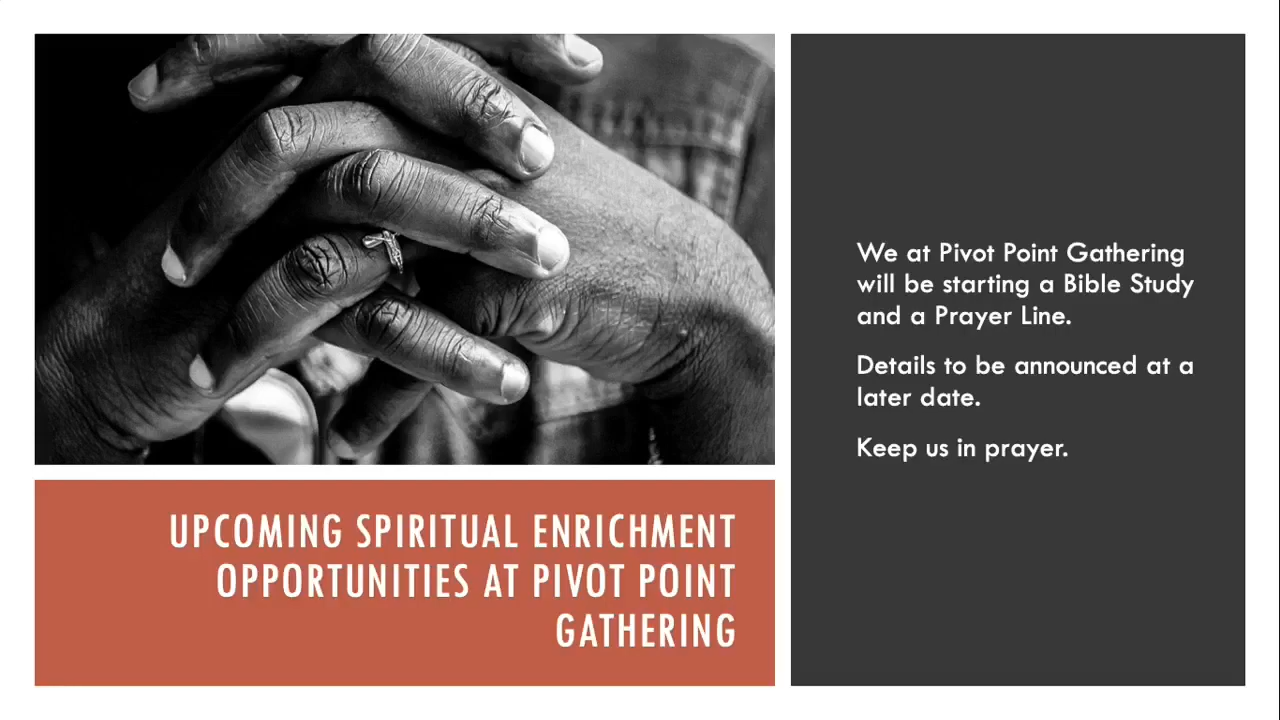 UPCOMING SPIRITUAL ENRICHMENT
OPPORTUNITIES AT PIVOT POINT
GATHERING
We at Pivot Point Gathering
will be starting a Bible Study
and a Prayer Line.
Details to be announced at a
later date.
Keep us in prayer.